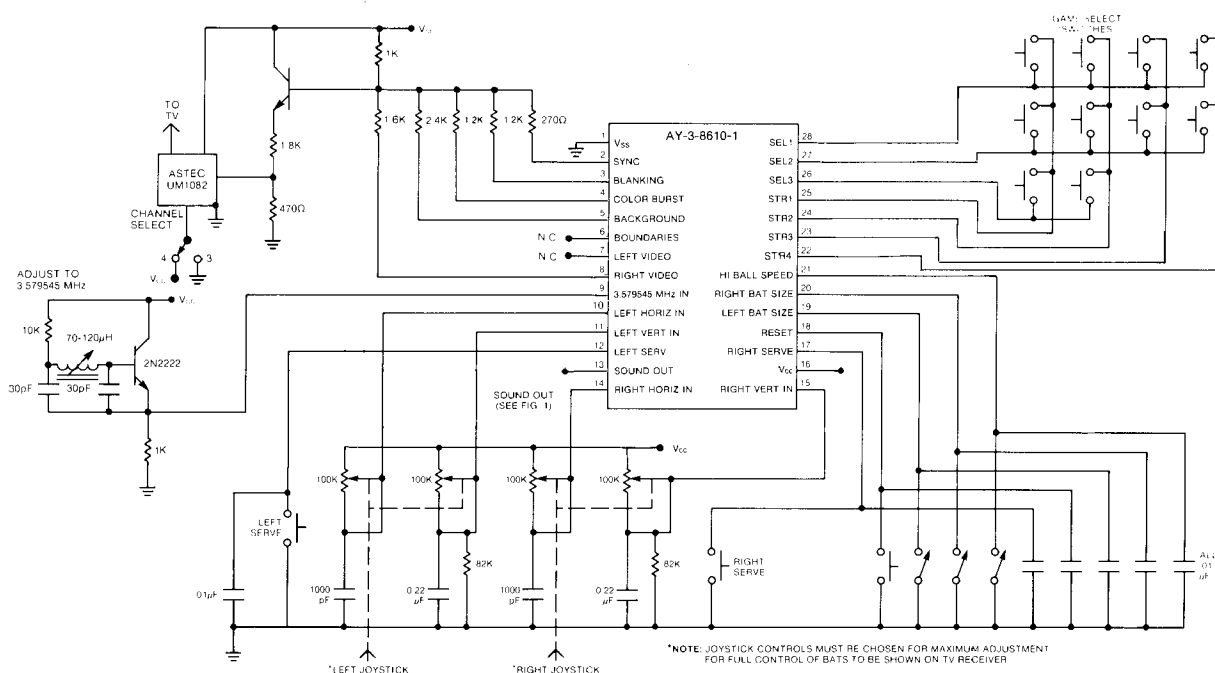 GAME SELECT
SWITCHES
VCC
1K
TO
TV
1.8K
470Ω
ASTEC
UM1082
CHANNEL
SELECT
4
3
VCC
1 6K
2 4K
1 2K
1 2K
270Ω
AY-3-8610-1
1 VSS
2 SYNC
3 BLANKING
4 COLOR BURST
5 BACKGROUND
6 BOUNDARIES
7 LEFT VIDEO
8 RIGHT VIDEO
9 3.579545 MHz IN
10 LEFT HORIZ IN
11 LEFT VERT IN
12 LEFT SERV
13 SOUND OUT
14 RIGHT HORIZ IN
SEL1 28
SEL2 27
SEL3 26
STR1 25
STR2 24
STR3 23
STR4 22
HI BALL SPEED 21
RIGHT BAT SIZE 20
LEFT BAT SIZE 19
RESET 18
RIGHT SERVE 17
Vcc 16
RIGHT VERT IN 15
N C
N C
ADJUST TO
3 579545 MHz
VCC
10K
70-120μH
2N2222
30pF
30pF
1K
SOUND OUT
(SEE FIG. 1)
Vcc
100K
100K
100K
100K
LEFT
SERVE
82K
82K
RIGHT
SERVE
01μF
1000
pF
0.22
μF
1000
pF
0.22
μF
.01
μF
*LEFT JOYSTICK
*RIGHT JOYSTICK
*NOTE: JOYSTICK CONTROLS MUST BE CHOSEN FOR MAXIMUM ADJUSTMENT
FOR FULL CONTROL OF BATS TO BE SHOWN ON TV RECEIVER